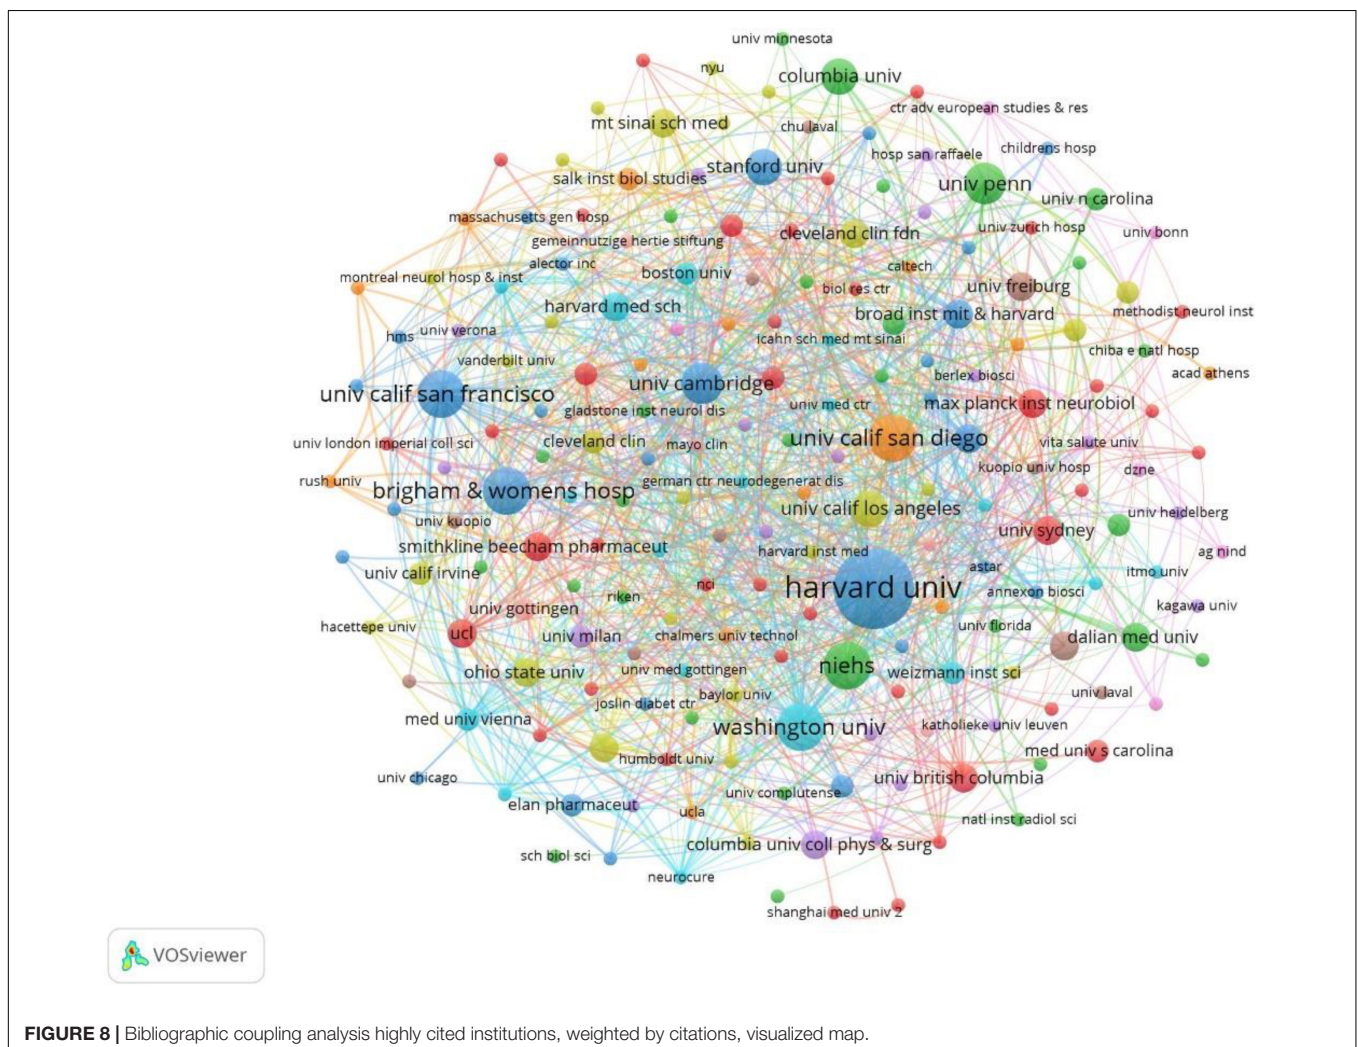 univ minnesota
nyu
columbia univ
ctr adv european studies & res
mt sinai sch med
chu laval
childrens hosp
hosp san raffaele
stanford univ
salk inst biol studies
univ penn
univ n carolina
massachusetts gen hosp
univ zurich hosp
univ bonn
gemeinnutzige hertie stiftung
cleveland clin fdn
alector inc
boston univ
caltech
montreal neurol hosp & inst
biol res ctr
univ freiburg
harvard med sch
broad inst mit & harvard
methodist neurol inst
hms
univ verona
icahn sch med mt sinai
chiba e natl hosp
vanderbilt univ
berlex biosci
acad athens
univ calif san francisco
univ cambridge
gladstone inst neurol dis
univ med ctr
max planck inst neurobiol
univ london imperial coll sci
cleveland clin
mayo clin
univ calif san diego
vita salute univ
kuopio univ hosp
dzne
rush univ
german ctr neurodegenerat dis
brigham & womens hosp
univ calif los angeles
univ kuopio
univ heidelberg
univ sydney
smithkline beecham pharmaceut
harvard inst med
ag nind
univ calif irvine
astar
itmo univ
nci
harvard univ
annexon biosci
riken
kagawa univ
univ gottingen
hacettepe univ
ucl
univ milan
chalmers univ technol
univ florida
dalian med univ
ohio state univ
univ med gottingen
niehs
weizmann inst sci
joslin diabet ctr
baylor univ
univ laval
med univ vienna
washington univ
katholieke univ leuven
humboldt univ
med univ s carolina
univ chicago
univ british columbia
elan pharmaceut
univ complutense
ucla
natl inst radiol sci
columbia univ coll phys & surg
sch biol sci
neurocure
shanghai med univ 2
VOSviewer
FIGURE 8 | Bibliographic coupling analysis highly cited institutions, weighted by citations, visualized map.